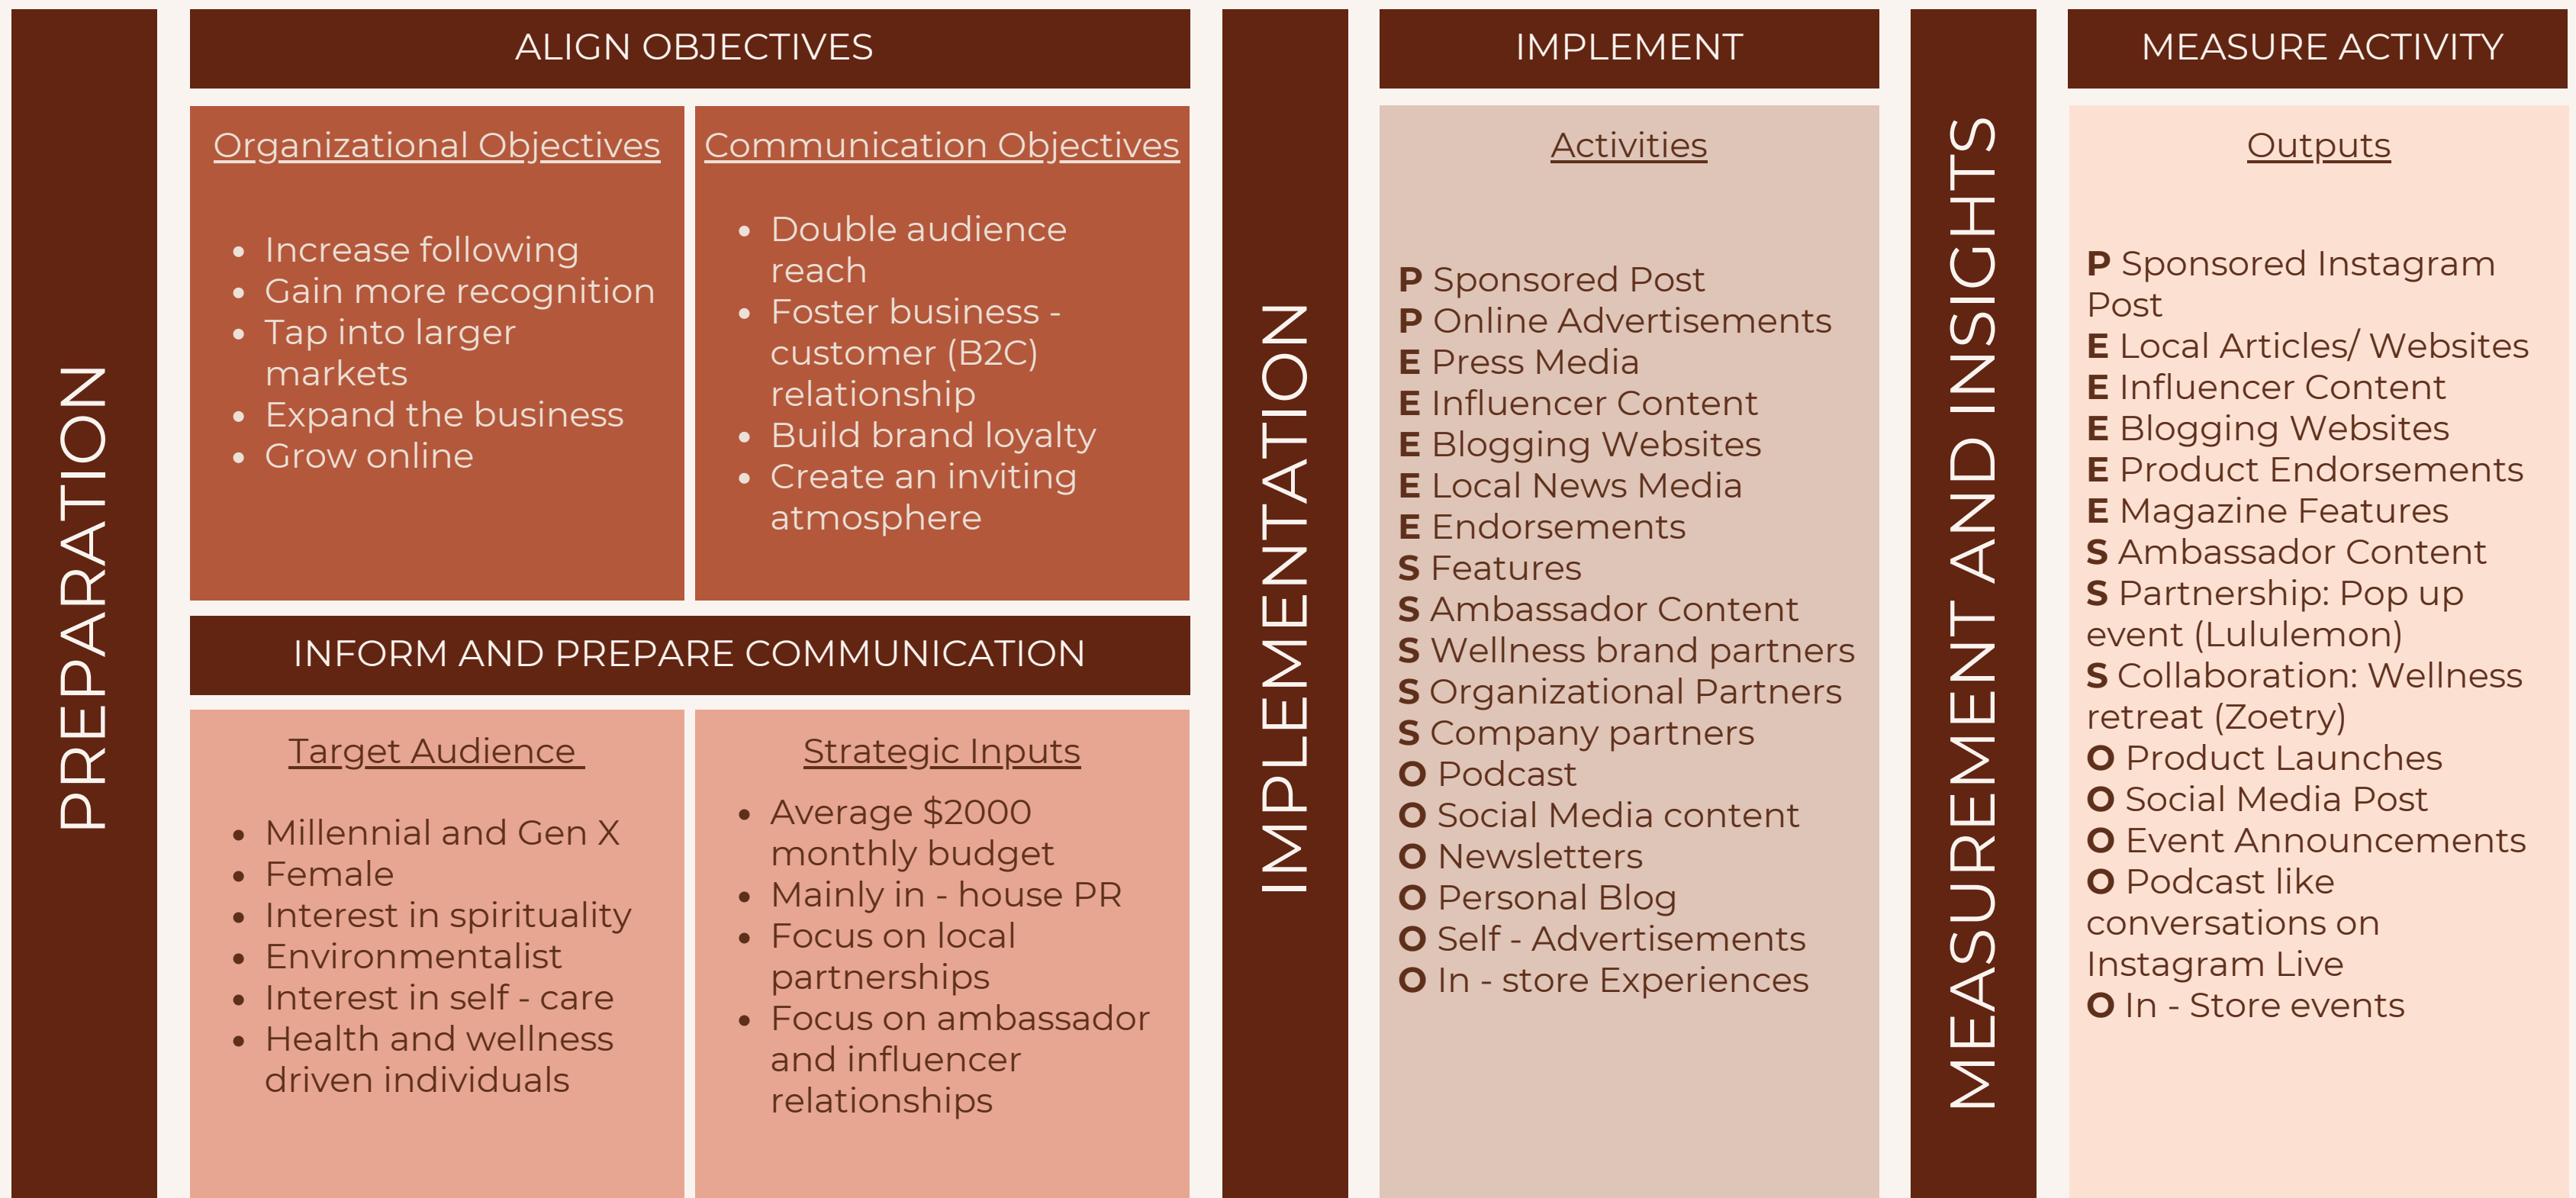 PREPARATION
ALIGN OBJECTIVES
Organizational Objectives
• Increase following
• Gain more recognition
• Tap into larger
markets
• Expand the business
• Grow online
Communication Objectives
• Double audience
reach
• Foster business -
customer (B2C)
relationship
• Build brand loyalty
• Create an inviting
atmosphere
INFORM AND PREPARE COMMUNICATION
Target Audience
• Millennial and Gen X
• Female
• Interest in spirituality
• Environmentalist
• Interest in self - care
• Health and wellness
driven individuals
Strategic Inputs
• Average $2000
monthly budget
• Mainly in - house PR
• Focus on local
partnerships
• Focus on ambassador
and influencer
relationships
IMPLEMENTATION
IMPLEMENT
Activities
P Sponsored Post
P Online Advertisements
E Press Media
E Influencer Content
E Blogging Websites
E Local News Media
E Endorsements
S Features
S Ambassador Content
S Wellness brand partners
S Organizational Partners
S Company partners
O Podcast
O Social Media content
O Newsletters
O Personal Blog
O Self - Advertisements
O In - store Experiences
MEASUREMENT AND INSIGHTS
MEASURE ACTIVITY
Outputs
P Sponsored Instagram
Post
E Local Articles/ Websites
E Influencer Content
E Blogging Websites
E Product Endorsements
E Magazine Features
S Ambassador Content
S Partnership: Pop up
event (Lululemon)
S Collaboration: Wellness
retreat (Zoetry)
O Product Launches
O Social Media Post
O Event Announcements
O Podcast like
conversations on
Instagram Live
O In - Store events